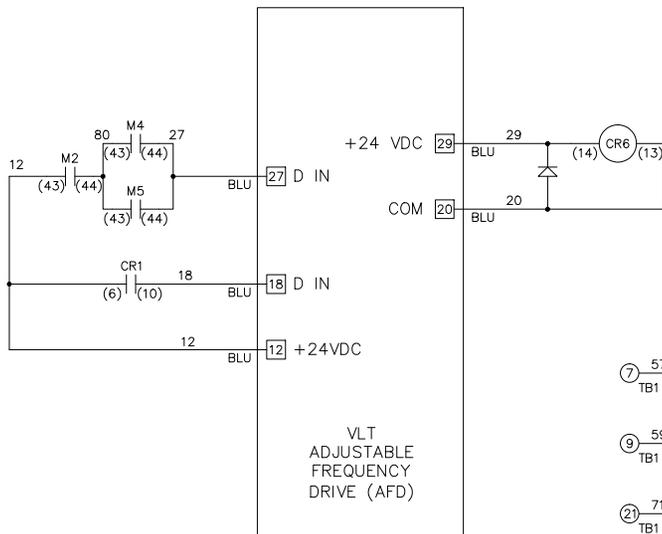 M4
80 27
(43) (44)
12 M2
(43) (44)
M5
(43) (44)
BLU
27 D IN
CR1
18
(6) (10)
BLU
18 D IN
12
BLU
12 +24VDC
+24 VDC 29
29
BLU
(14) CR6 (13)
COM 20
20
BLU
VLT
ADJUSTABLE
FREQUENCY
DRIVE (AFD)
7
TB1
9
TB1
21 71
TB1